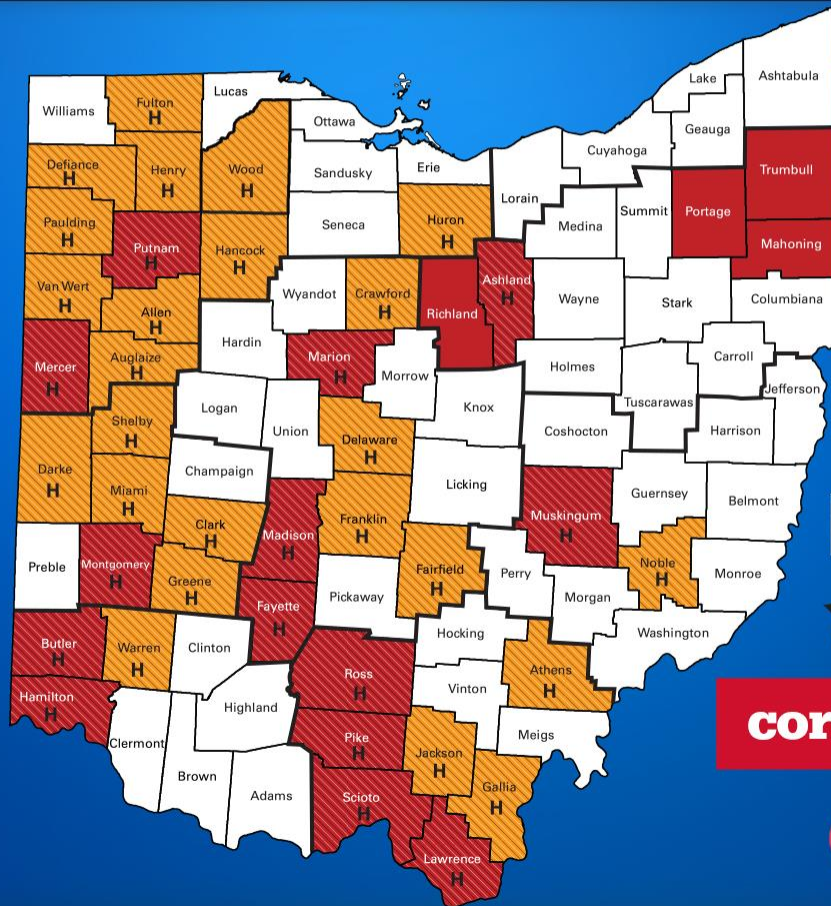 Lake
Ashtabula
Lucas
Williams
Fulton
H
Ottawa
Geauga
Cuyahoga
Defiance
H
Henry
H
Wood
H
Sandusky
Erie
Trumbull
Lorain
Portage
Summit
Medina
Paulding
H
Putnam
H
Hancock
H
Seneca
Huron
H
Mahoning
Van Wert
H
Allen
H
Wyandot
Crawford
H
Richland
Ashland
H
Wayne
Stark
Columbiana
Mercer
H
Auglaize
H
Hardin
Marion
H
Morrow
Holmes
Carroll
Jefferson
Tuscarawas
Logan
Union
Knox
Coshocton
Harrison
Shelby
H
Delaware
H
Darke
H
Champaign
Licking
Guernsey
Belmont
Miami
H
Clark
H
Franklin
H
Muskingum
H
Madison
H
Preble
Montgomery
H
Greene
H
Fairfield
H
Perry
Noble
H
Monroe
Fayette
H
Pickaway
Morgan
Butler
H
Warren
H
Clinton
Hocking
Washington
Ross
H
Athens
H
Hamilton
H
Highland
Vinton
cor
Clermont
Pike
H
Meigs
Jackson
H
Brown
Adams
Scioto
H
Gallia
H
Lawrence
H